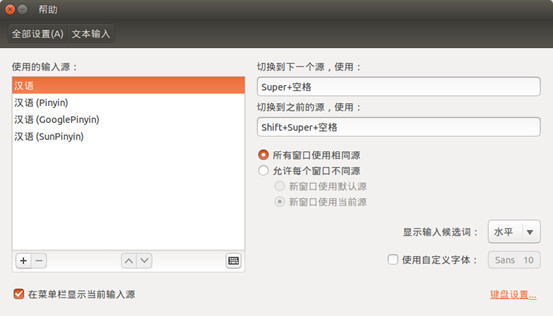 帮助
全部设置(A) 文本输入
使用的输入源：
汉语
汉语 (Pinyin)
汉语 (GooglePinyin)
汉语 (SunPinyin)
切换到下一个源，使用：
Super+空格
切换到之前的源，使用：
Shift+Super+空格
所有窗口使用相同源
允许每个窗口不同源
新窗口使用默认源
新窗口使用当前源
显示输入候选词： 水平
使用自定义字体： Sans 10
在菜单栏显示当前输入源
键盘设置...